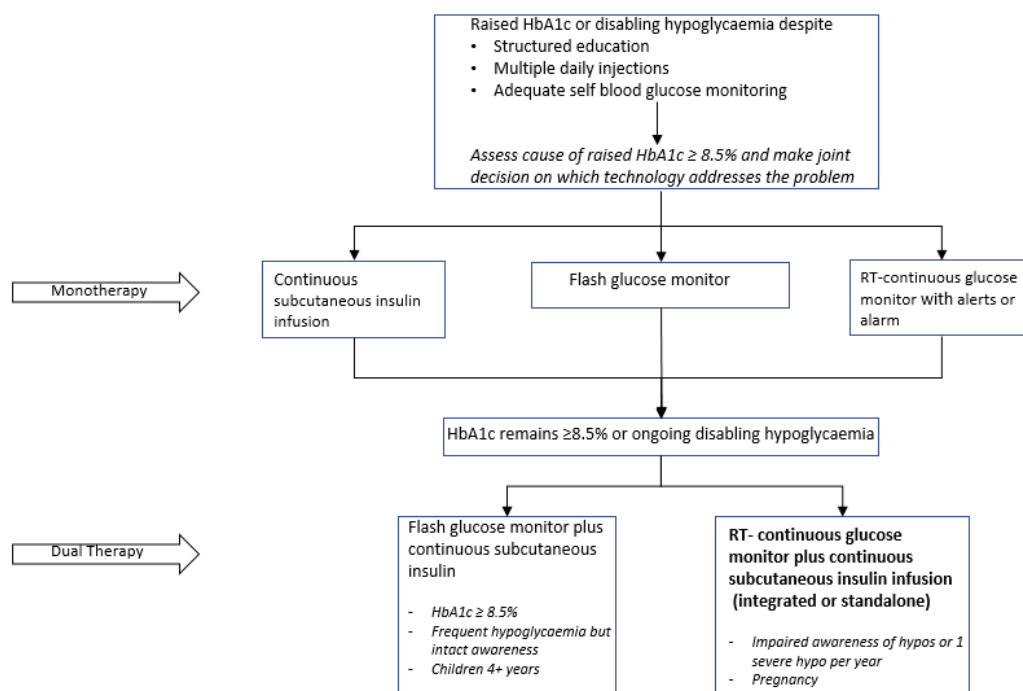 Raised HbA1c or disabling hypoglycaemia despite
• Structured education
• Multiple daily injections
• Adequate self blood glucose monitoring
Assess cause of raised HbA1c ≥ 8.5% and make joint
decision on which technology addresses the problem
Monotherapy
Continuous
subcutaneous insulin
infusion
Flash glucose monitor
RT-continuous glucose
monitor with alerts or
alarm
HbA1c remains ≥8.5% or ongoing disabling hypoglycaemia
Dual Therapy
Flash glucose monitor plus
continuous subcutaneous
insulin
- HbA1c ≥ 8.5%
- Frequent hypoglycaemia but
intact awareness
- Children 4+ years
RT- continuous glucose
monitor plus continuous
subcutaneous insulin infusion
(integrated or standalone)
- Impaired awareness of hypos or 1
severe hypo per year
- Pregnancy